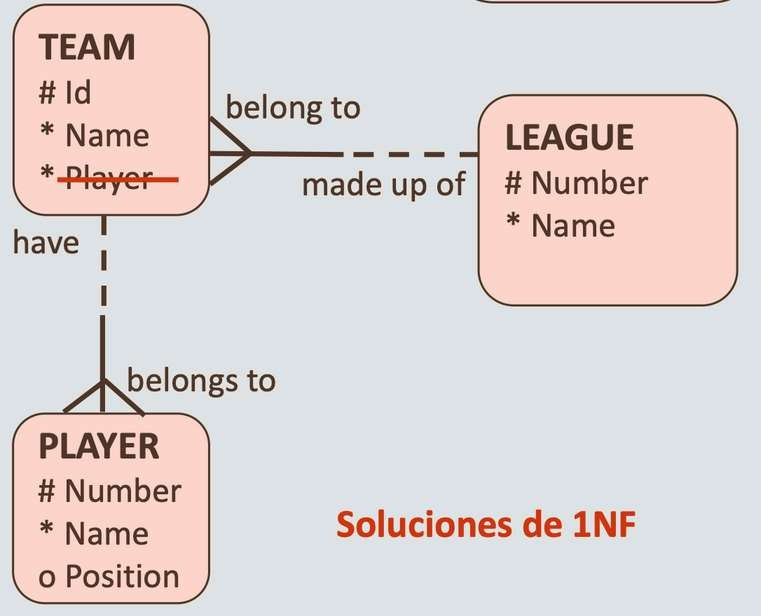 TEAM
# Id
* Name
* Player
belong to
made up of
LEAGUE
# Number
* Name
have
belongs to
PLAYER
# Number
* Name
o Position
Soluciones de 1NF